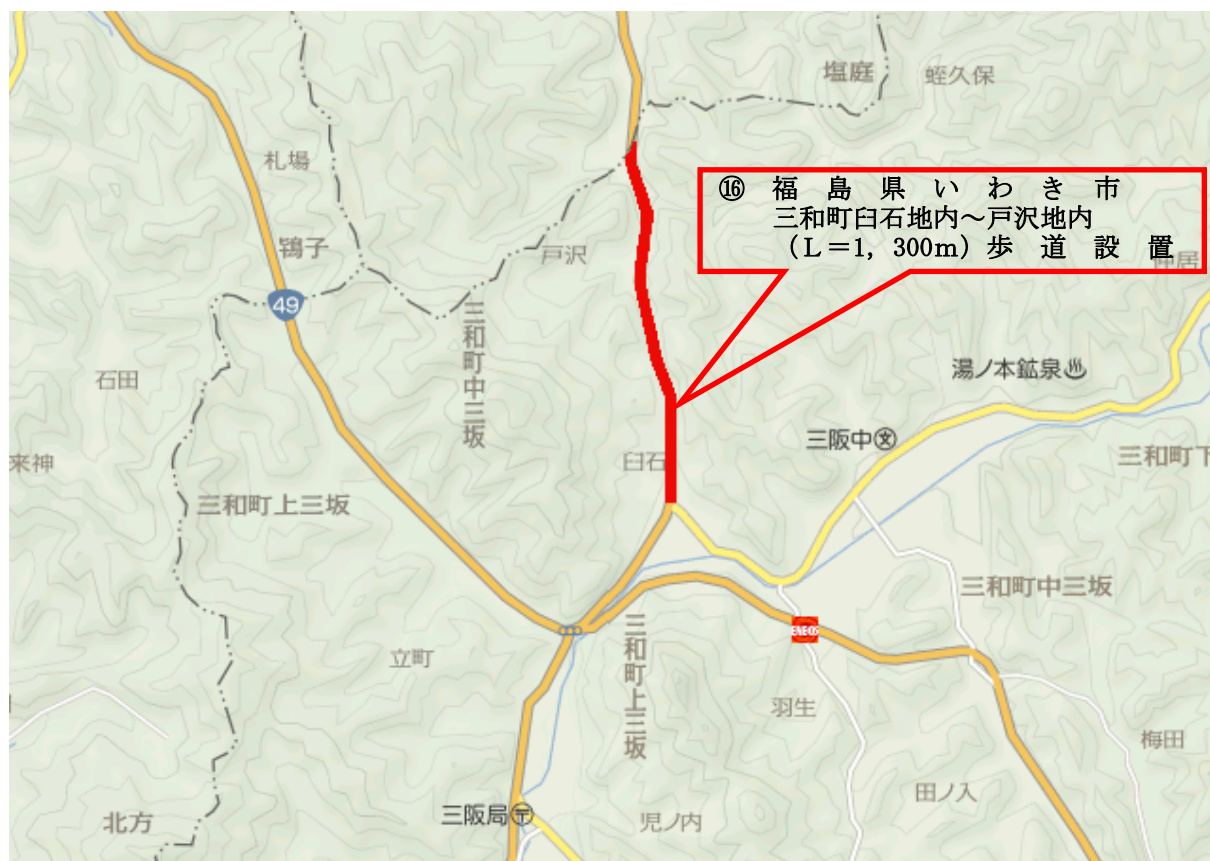 塩庭
蛭久保
札場
⑯ 福島県いわき市
三和町臼石地内～戸沢地内
（L＝1，300m）歩道設置
鶚子
戸沢
49
三和町中三坂
湯ノ本鉱泉
石田
三阪中
文
来神
臼石
三和町下
三和町上三坂
三和町中三坂
ENEOS
三和町上三坂
立町
羽生
梅田
田ノ入
三阪局
北方
児ノ内